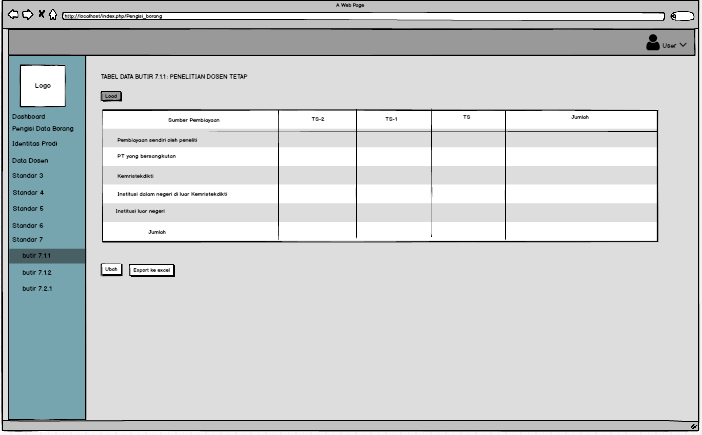 A Web Page
http://localhost/index.php/Pengisi_borang
User
Logo
Dashboard
Pengisi Data Borang
Identitas Prodi
Data Dosen
Standar 3
Standar 4
Standar 5
Standar 6
Standar 7
butir 7.1.1
butir 7.1.2
butir 7.2.1
TABEL DATA BUTIR 7.1.1: PENELITIAN DOSEN TETAP
Load
Sumber Pembiayaan TS-2 TS-1 TS Jumlah
Pembiayaan sendiri oleh peneliti
PT yang bersangkutan
Kemristekdikti
Institusi dalam negeri di luar Kemristekdikti
Institusi luar negeri
Jumlah
Ubah Export ke excel